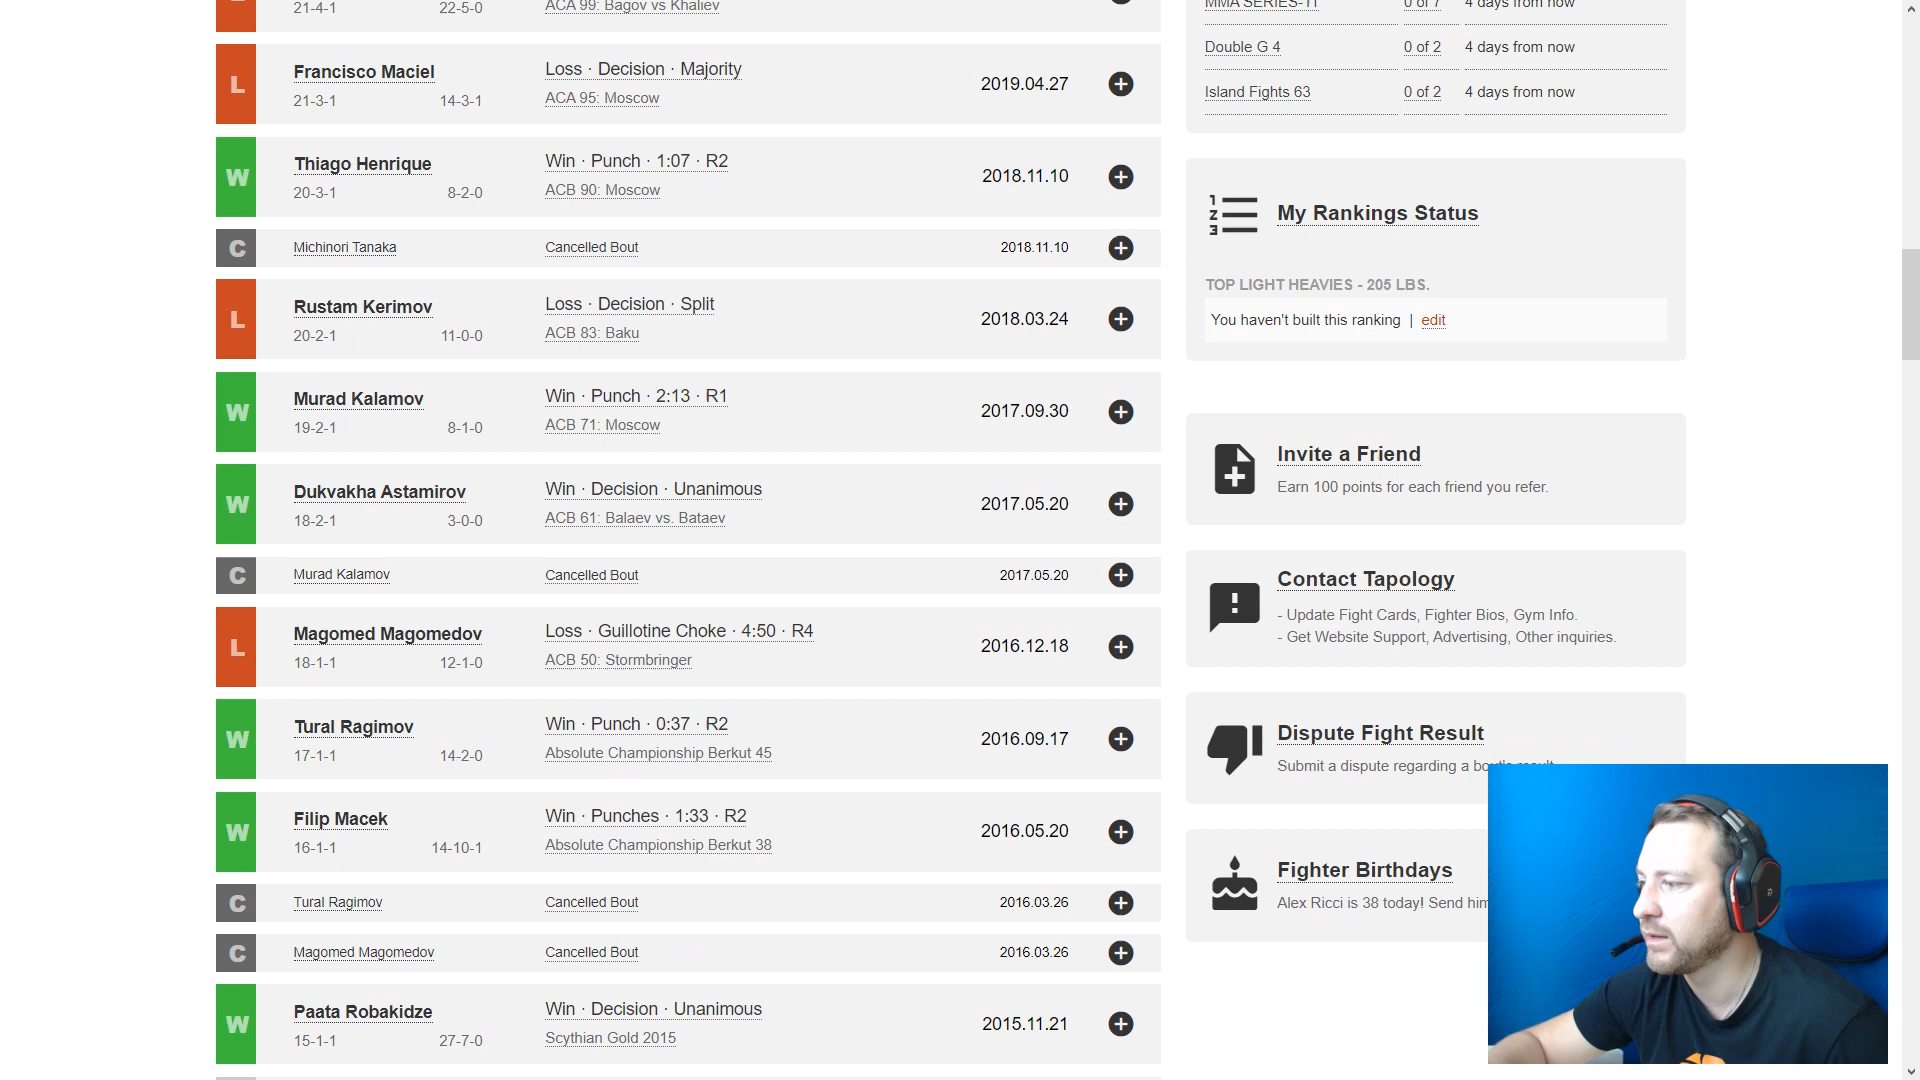 21-4-1 22-5-0 ACA 99: Bagov vs Khaliev
L Francisco Maciel Loss · Decision · Majority 2019.04.27
21-3-1 14-3-1 ACA 95: Moscow
W Thiago Henrique Win · Punch · 1:07 · R2 2018.11.10
20-3-1 8-2-0 ACB 90: Moscow
C Michinori Tanaka Cancelled Bout 2018.11.10
L Rustam Kerimov Loss · Decision · Split 2018.03.24
20-2-1 11-0-0 ACB 83: Baku
W Murad Kalamov Win · Punch · 2:13 · R1 2017.09.30
19-2-1 8-1-0 ACB 71: Moscow
W Dukvakha Astamirov Win · Decision · Unanimous 2017.05.20
18-2-1 3-0-0 ACB 61: Balaev vs. Bataev
C Murad Kalamov Cancelled Bout 2017.05.20
L Magomed Magomedov Loss · Guillotine Choke · 4:50 · R4 2016.12.18
18-1-1 12-1-0 ACB 50: Stormbringer
W Tural Ragimov Win · Punch · 0:37 · R2 2016.09.17
17-1-1 14-2-0 Absolute Championship Berkut 45
W Filip Macek Win · Punches · 1:33 · R2 2016.05.20
16-1-1 14-10-1 Absolute Championship Berkut 38
C Tural Ragimov Cancelled Bout 2016.03.26
C Magomed Magomedov Cancelled Bout 2016.03.26
W Paata Robakidze Win · Decision · Unanimous 2015.11.21
15-1-1 27-7-0 Scythian Gold 2015
MMA SERIES-11 0 of 7 4 days from now
Double G 4 0 of 2 4 days from now
Island Fights 63 0 of 2 4 days from now
My Rankings Status
TOP LIGHT HEAVIES - 205 LBS.
You haven't built this ranking | edit
Invite a Friend
Earn 100 points for each friend you refer.
Contact Tapology
- Update Fight Cards, Fighter Bios, Gym Info.
- Get Website Support, Advertising, Other inquiries.
Dispute Fight Result
Submit a dispute regarding a bout's result.
Fighter Birthdays
Alex Ricci is 38 today! Send him